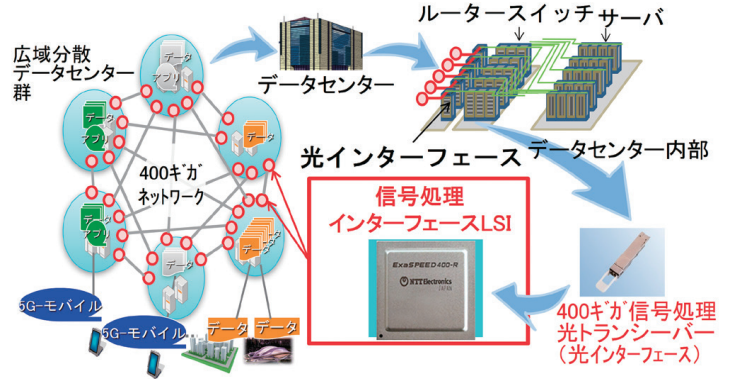 広域分散
データセンター
群
データ
アプリ
データ
アプリ
データ
400ギガ
ネットワーク
データ
アプリ
データ
データ
5G-モバイル
5G-モバイル
データ
データ
データセンター
ルータースイッチ
サーバ
光インターフェース
データセンター内部
信号処理
インターフェースLSI
ExaSPEED400-R
NTT Electronics
JAPAN
400ギガ信号処理
光トランシーバー
(光インターフェース)